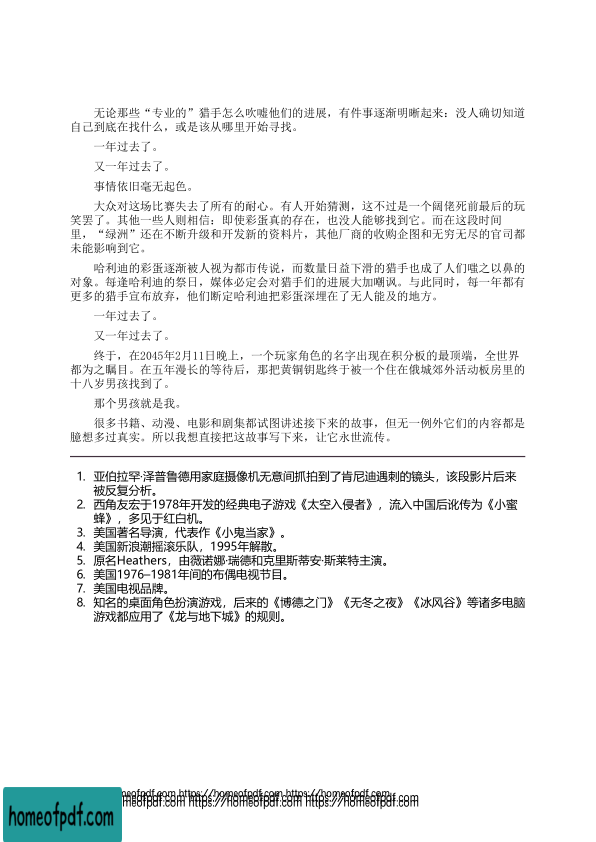 无论那些“专业的”猎手怎么吹嘘他们的进展，有件事逐渐明晰起来：没人确切知道
自己到底在找什么，或是该从哪里开始寻找。
一年过去了。
又一年过去了。
事情依旧毫无起色。
大众对这场比赛失去了所有的耐心。有人开始猜测，这不过是一个阔佬死前最后的玩
笑罢了。其他一些人则相信：即使彩蛋真的存在，也没人能够找到它。而在这段时间
里，“绿洲”还在不断升级和开发新的资料片，其他厂商的收购企图和无穷无尽的官司都
未能影响到它。
哈利迪的彩蛋逐渐被人视为都市传说，而数量日益下滑的猎手也成了人们嗤之以鼻的
对象。每逢哈利迪的祭日，媒体必定会对猎手们的进展大加嘲讽。与此同时，每一年都有
更多的猎手宣布放弃，他们断定哈利迪把彩蛋深埋在了无人能及的地方。
一年过去了。
又一年过去了。
终于，在2045年2月11日晚上，一个玩家角色的名字出现在积分板的最顶端，全世界
都为之瞩目。在五年漫长的等待后，那把黄铜钥匙终于被一个住在俄城郊外活动板房里的
十八岁男孩找到了。
那个男孩就是我。
很多书籍、动漫、电影和剧集都试图讲述接下来的故事，但无一例外它们的内容都是
臆想多过真实。所以我想直接把这故事写下来，让它永世流传。
1. 亚伯拉罕·泽普鲁德用家庭摄像机无意间抓拍到了肯尼迪遇刺的镜头，该段影片后来
被反复分析。
2. 西角友宏于1978年开发的经典电子游戏《太空入侵者》，流入中国后讹传为《小蜜
蜂》，多见于红白机。
3. 美国著名导演，代表作《小鬼当家》。
4. 美国新浪潮摇滚乐队，1995年解散。
5. 原名Heathers，由薇诺娜·瑞德和克里斯蒂安·斯莱特主演。
6. 美国1976–1981年间的布偶电视节目。
7. 美国电视品牌。
8. 知名的桌面角色扮演游戏，后来的《博德之门》《无冬之夜》《冰风谷》等诸多电脑
游戏都应用了《龙与地下城》的规则。
homeofpdf.com https://homeofpdf.com https://homeofpdf.com
homeofpdf.com https://homeofpdf.com https://homeofpdf.com
homeofpdf.com